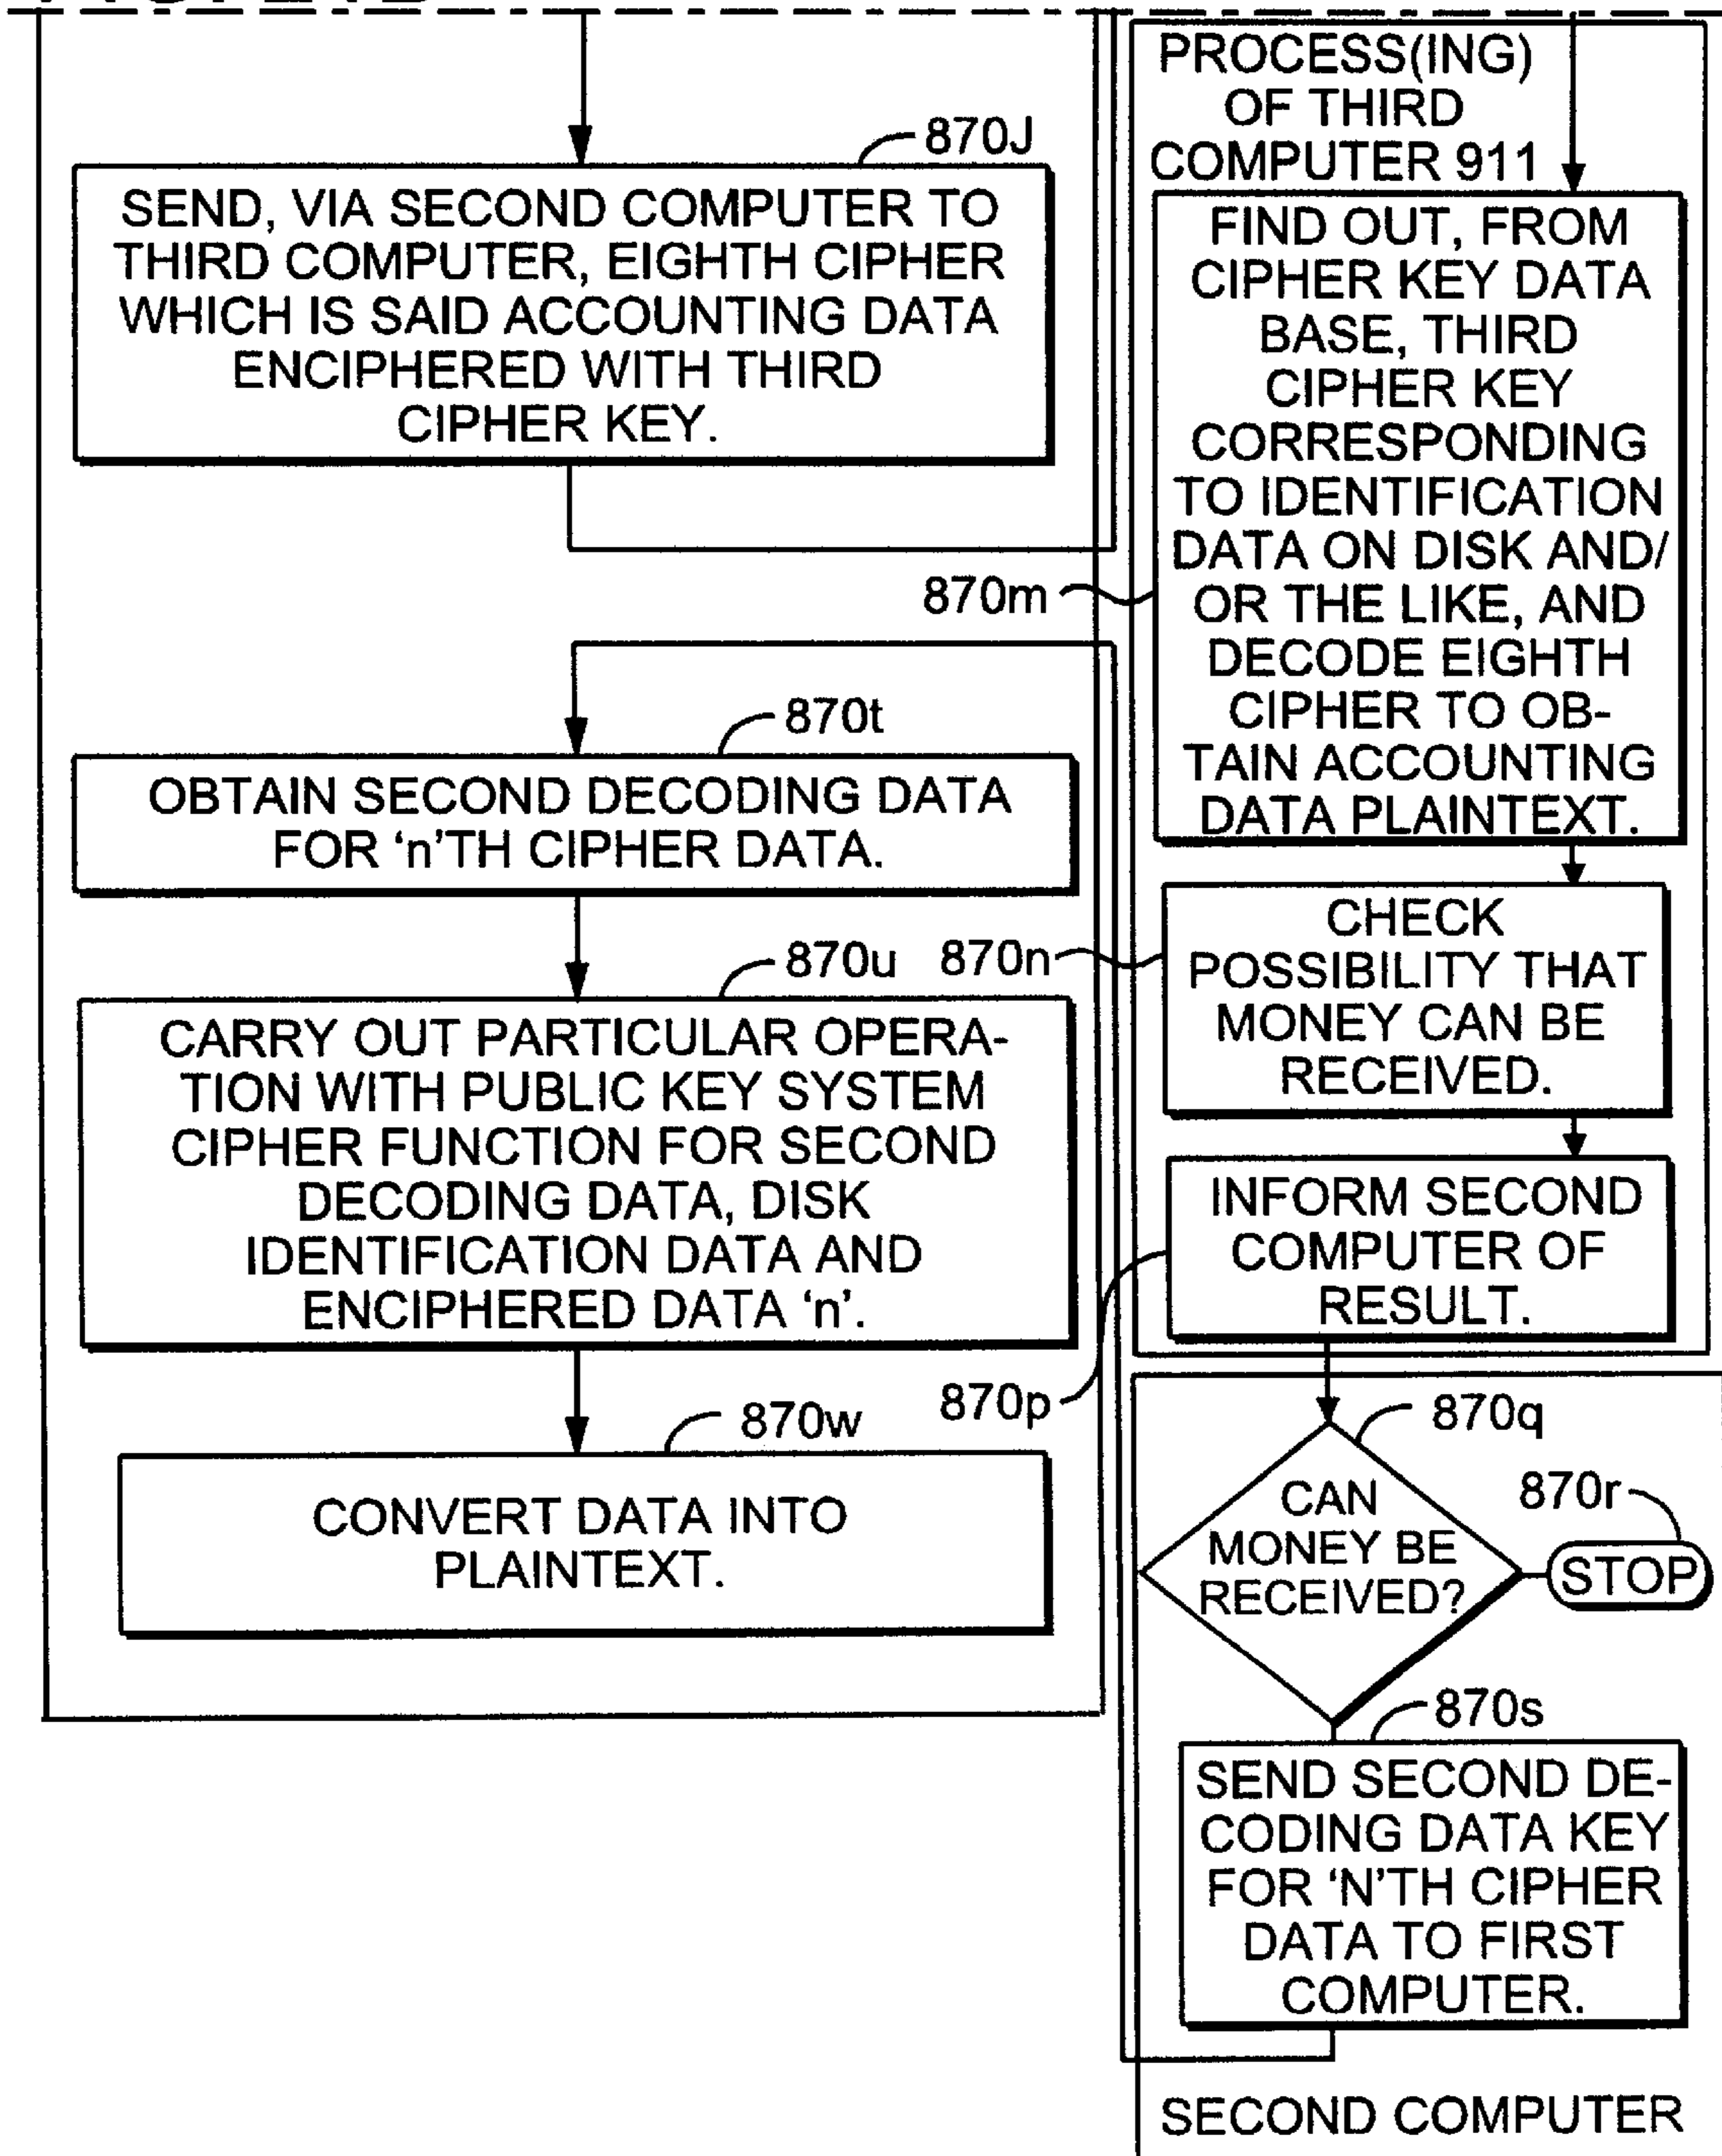 870J
SEND, VIA SECOND COMPUTER TO
THIRD COMPUTER, EIGHTH CIPHER
WHICH IS SAID ACCOUNTING DATA
ENCIPHERED WITH THIRD
CIPHER KEY.
870t
OBTAIN SECOND DECODING DATA
FOR ‘n’TH CIPHER DATA.
870u
CARRY OUT PARTICULAR OPERA-
TION WITH PUBLIC KEY SYSTEM
CIPHER FUNCTION FOR SECOND
DECODING DATA, DISK
IDENTIFICATION DATA AND
ENCIPHERED DATA ‘n’.
870w
CONVERT DATA INTO
PLAINTEXT.
PROCESS(ING)
OF THIRD
COMPUTER 911
870m
FIND OUT, FROM
CIPHER KEY DATA
BASE, THIRD
CIPHER KEY
CORRESPONDING
TO IDENTIFICATION
DATA ON DISK AND/
OR THE LIKE, AND
DECODE EIGHTH
CIPHER TO OB-
TAIN ACCOUNTING
DATA PLAINTEXT.
870n
CHECK
POSSIBILITY THAT
MONEY CAN BE
RECEIVED.
870p
INFORM SECOND
COMPUTER OF
RESULT.
870q
CAN
MONEY BE
RECEIVED?
870r
STOP
870s
SEND SECOND DE-
CODING DATA KEY
FOR ‘N’TH CIPHER
DATA TO FIRST
COMPUTER.
SECOND COMPUTER